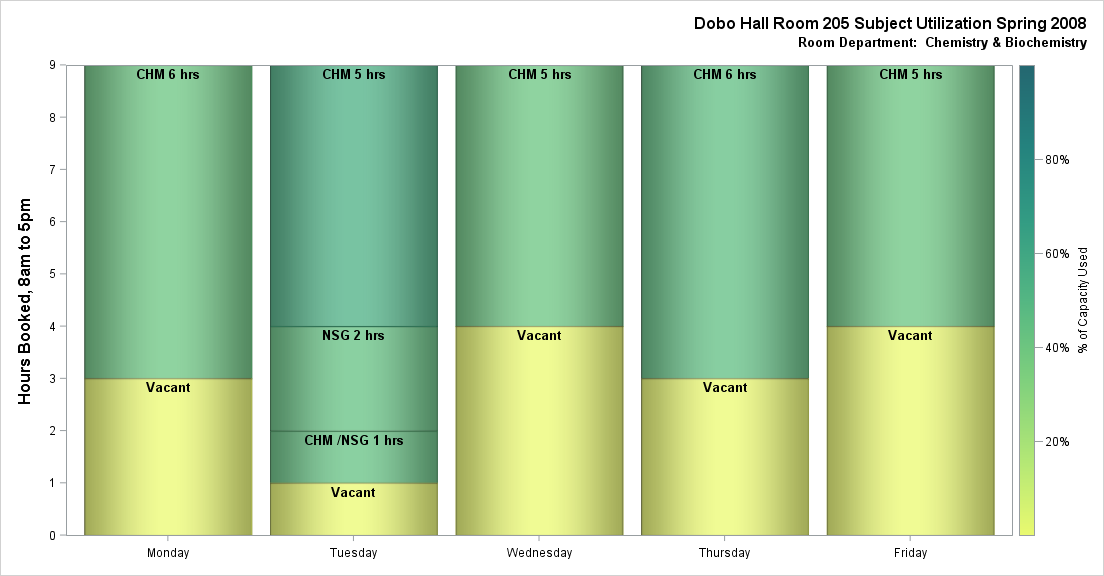 Dobo Hall Room 205 Subject Utilization Spring 2008
Room Department:  Chemistry & Biochemistry
Hours Booked, 8am to 5pm
9
8
7
6
5
4
3
2
1
0
CHM 6 hrs
Vacant
CHM 5 hrs
NSG 2 hrs
CHM /NSG 1 hrs
Vacant
CHM 5 hrs
Vacant
CHM 6 hrs
Vacant
CHM 5 hrs
Vacant
Monday
Tuesday
Wednesday
Thursday
Friday
80%
60%
40%
20%
% of Capacity Used